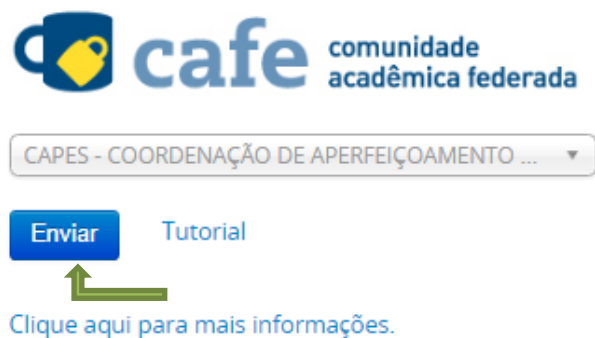 cafe comunidade
acadêmica federada
CAPES - COORDENAÇÃO DE APERFEIÇOAMENTO ...
Enviar Tutorial
Clique aqui para mais informações.